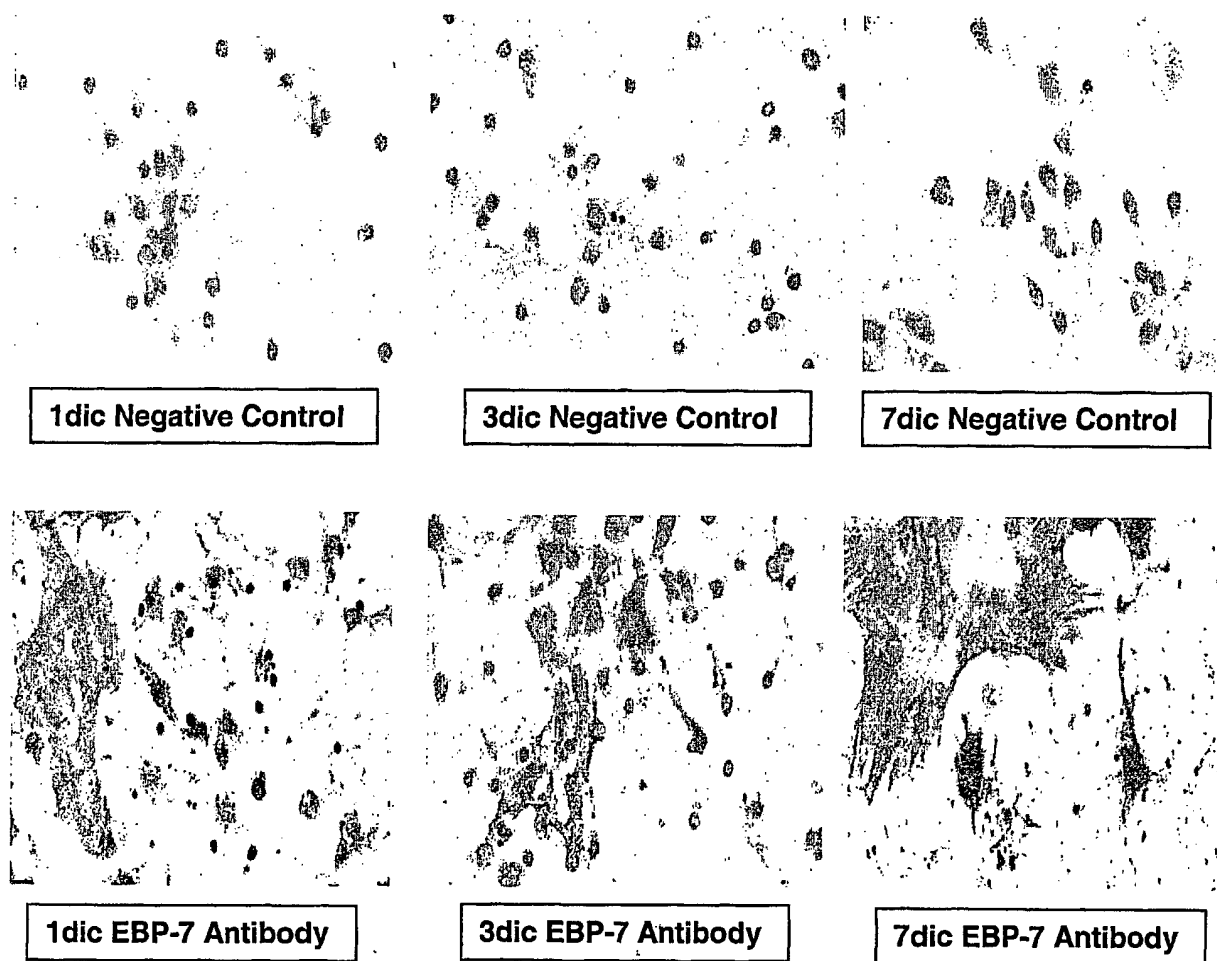 1dic Negative Control
3dic Negative Control
7dic Negative Control
1dic EBP-7 Antibody
3dic EBP-7 Antibody
7dic EBP-7 Antibody